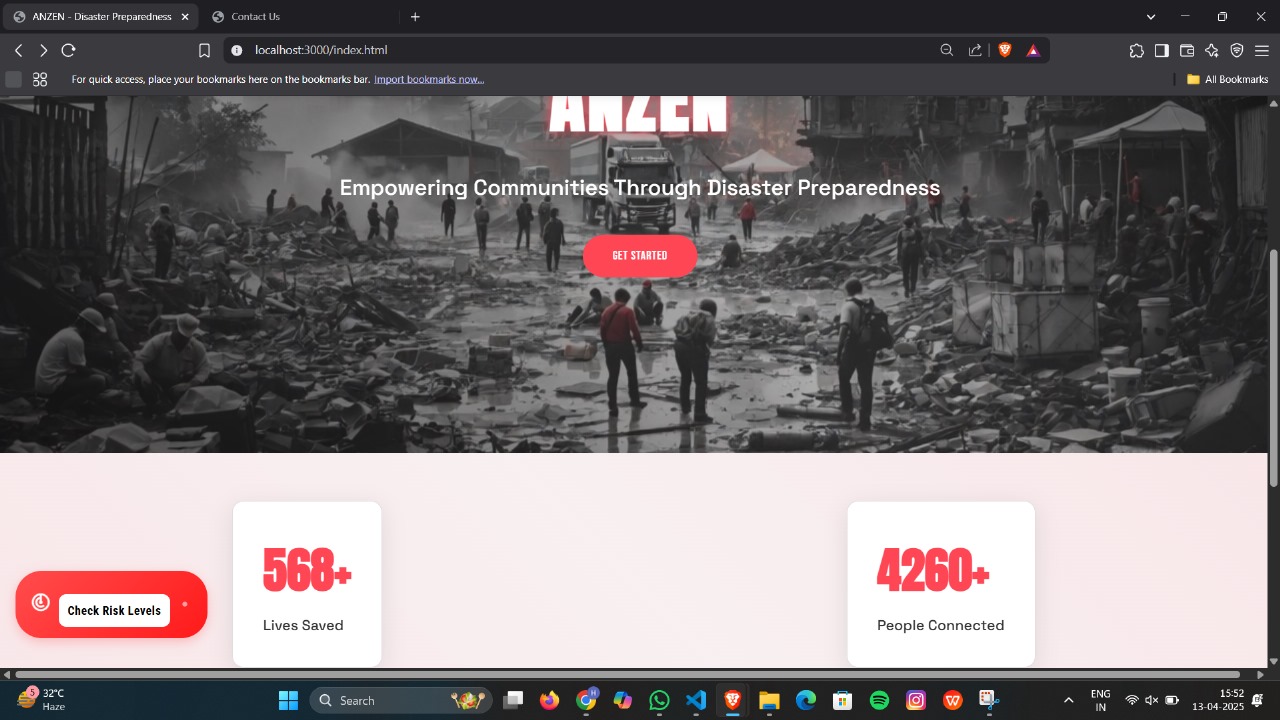 ANZEN - Disaster Preparedness
Contact Us
localhost:3000/index.html
For quick access, place your bookmarks here on the bookmarks bar. Import bookmarks now...
All Bookmarks
ANZEN
Empowering Communities Through Disaster Preparedness
GET STARTED
568+
Lives Saved
4260+
People Connected
Check Risk Levels
5
32°C
Haze
Search
H
ENG
IN
15:52
13-04-2025